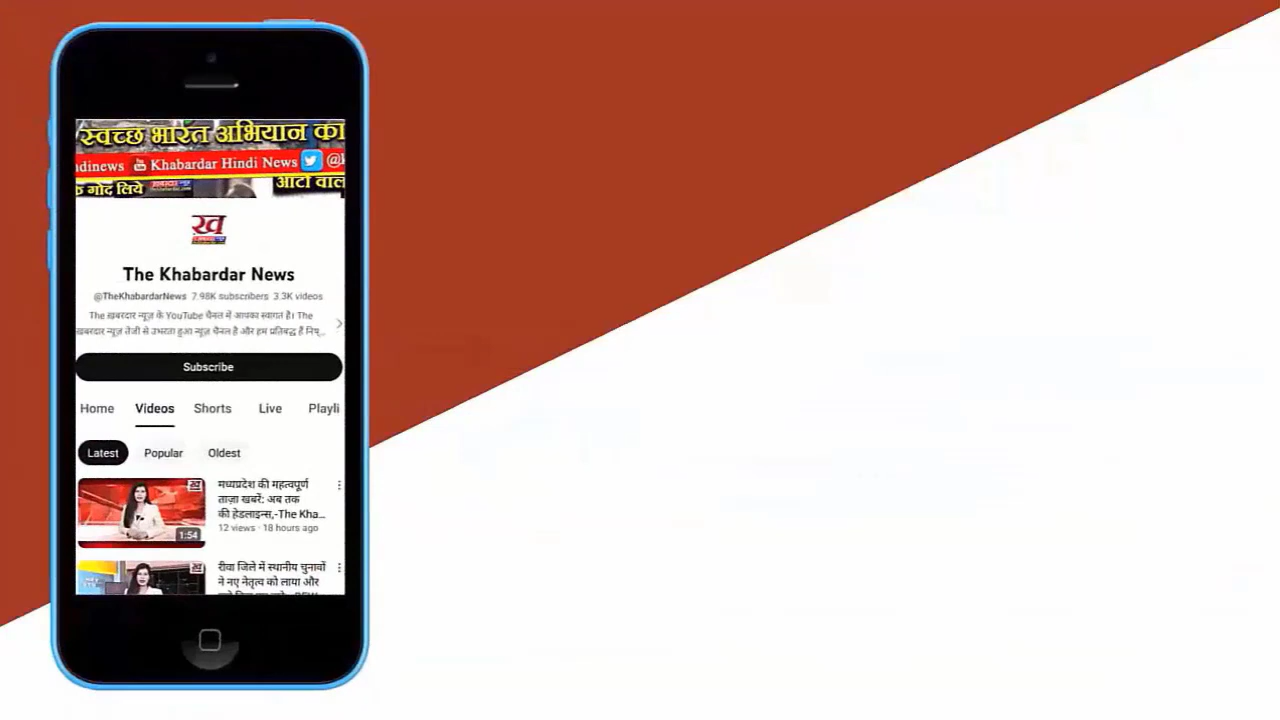 स्वच्छ भारत अभियान का
ndinews Khabardar Hindi News @k
के गोद लिये
आटा वाल
ख
The Khabardar News
@TheKhabardarNews 7.98K subscribers 3.3K videos
The ख़बरदार न्यूज़ के YouTube चैनल में आपका स्वागत है। The
ख़बरदार न्यूज़ तेजी से उभरता हुआ न्यूज़ चैनल है और हम प्रतिबद्ध हैं निष्...
Subscribe
Home Videos Shorts Live Playli
Latest Popular Oldest
मध्यप्रदेश की महत्वपूर्ण
ताज़ा खबरें: अब तक
की हेडलाइन्स,-The Kha...
12 views · 18 hours ago
1:54
रीवा जिले में स्थानीय चुनावों
ने नए नेतृत्व को लाया और